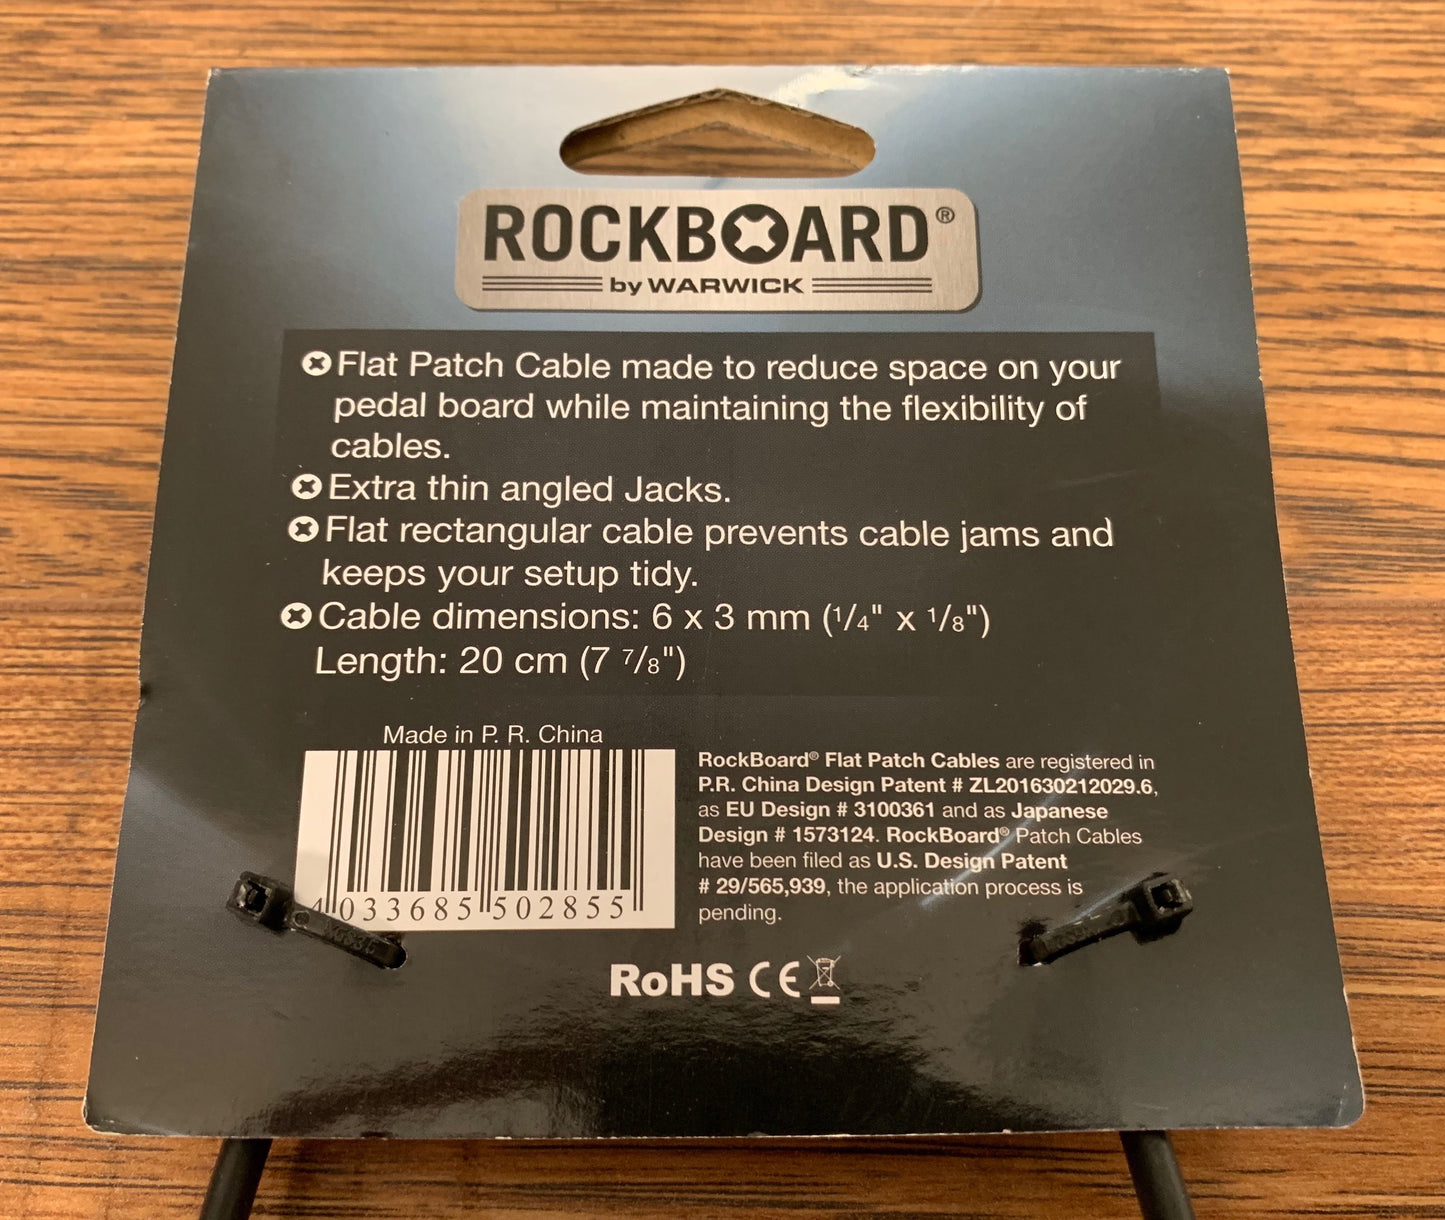 ROCKBOARD®
by WARWICK
Flat Patch Cable made to reduce space on your
pedal board while maintaining the flexibility of
cables.
Extra thin angled Jacks.
Flat rectangular cable prevents cable jams and
keeps your setup tidy.
Cable dimensions: 6 x 3 mm (1/4" x 1/8")
Length: 20 cm (7 7/8")
Made in P. R. China
4 033685 502855
RockBoard® Flat Patch Cables are registered in
P.R. China Design Patent # ZL201630212029.6,
as EU Design # 3100361 and as Japanese
Design # 1573124. RockBoard® Patch Cables
have been filed as U.S. Design Patent
# 29/565,939, the application process is
pending.
RoHS CE